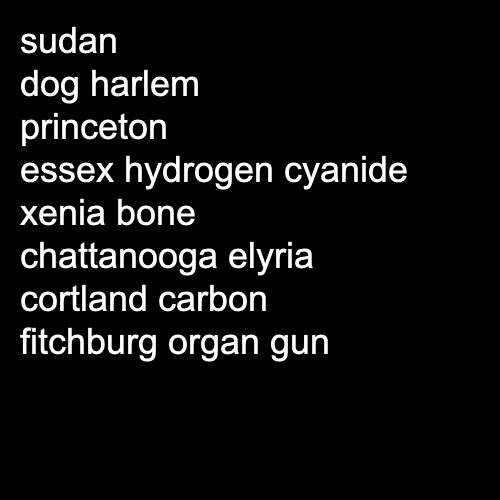 sudan
dog harlem
princeton
essex hydrogen cyanide
xenia bone
chattanooga elyria
cortland carbon
fitchburg organ gun